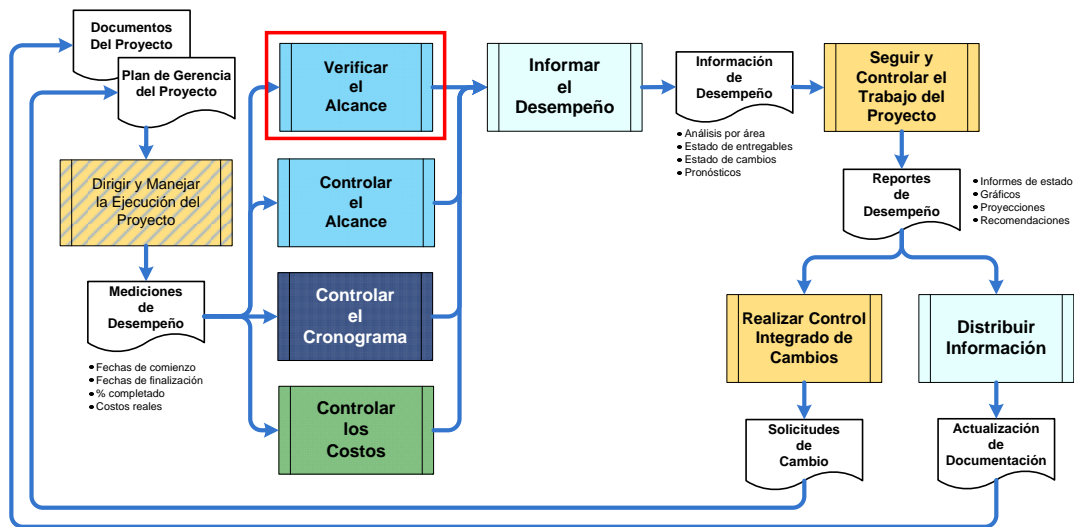 Documentos
Del Proyecto
Plan de Gerencia
del Proyecto
Dirigir y Manejar
la Ejecución del
Proyecto
Mediciones
de
Desempeño
• Fechas de comienzo
• Fechas de finalización
• % completado
• Costos reales
Verificar
el
Alcance
Controlar
el
Alcance
Controlar
el
Cronograma
Controlar
los
Costos
Informar
el
Desempeño
Información
de
Desempeño
• Análisis por área
• Estado de entregables
• Estado de cambios
• Pronósticos
Seguir y
Controlar el
Trabajo del
Proyecto
Reportes
de
Desempeño
• Informes de estado
• Gráficos
• Proyecciones
• Recomendaciones
Realizar Control
Integrado de
Cambios
Distribuir
Información
Solicitudes
de
Cambio
Actualización
de
Documentación